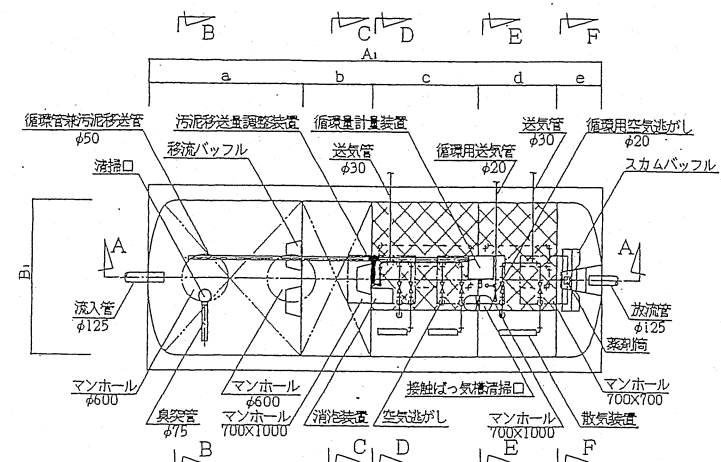 B C D E F
A1
a b c d e
循環管兼汚泥移送管
φ50
汚泥移送量調整装置
循環量計量装置
送気管
φ30
循環用空気逃がし
φ20
移流バッフル
送気管
φ30
循環用送気管
φ20
スカムバッフル
清掃口
A A
B1
流入管
φ125
放流管
φ125
薬剤筒
マンホール
φ600
マンホール
φ600
接触ばっ気槽清掃口
マンホール
700×700
臭突管
φ75
マンホール
700×1000
消泡装置
空気逃がし
マンホール
700×1000
散気装置
B C D E F